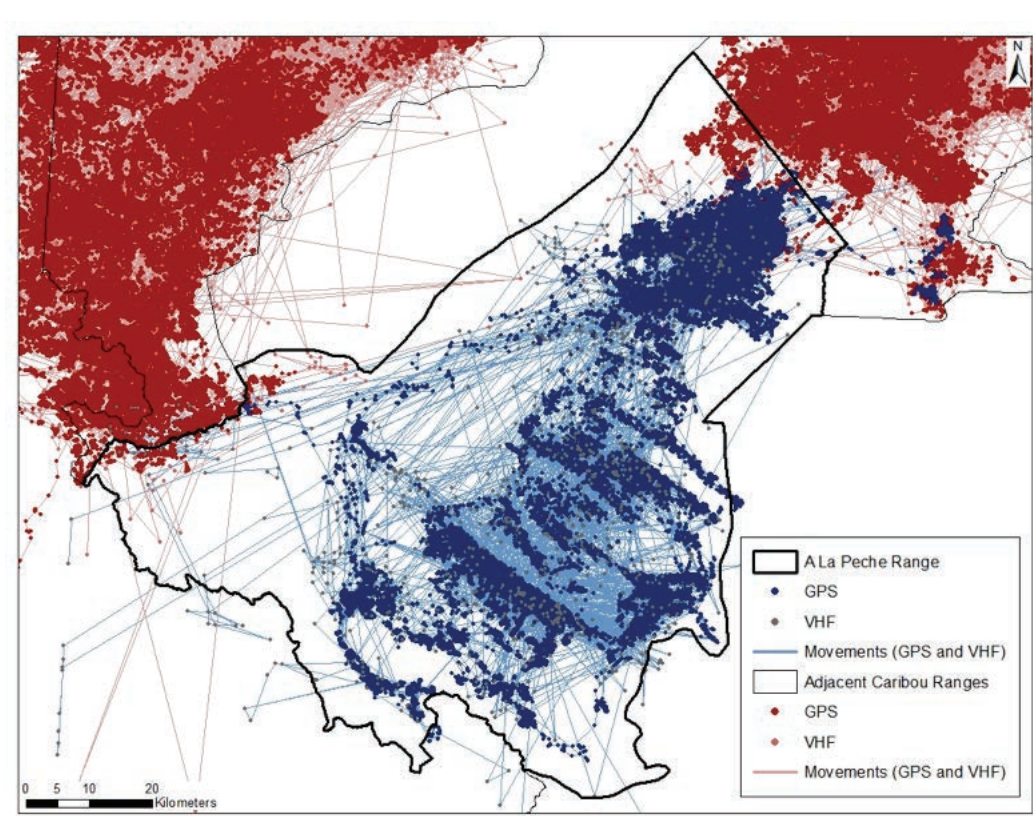 N
A La Peche Range
GPS
VHF
Movements (GPS and VHF)
Adjacent Caribou Ranges
GPS
VHF
Movements (GPS and VHF)
0 5 10 20
Kilometers